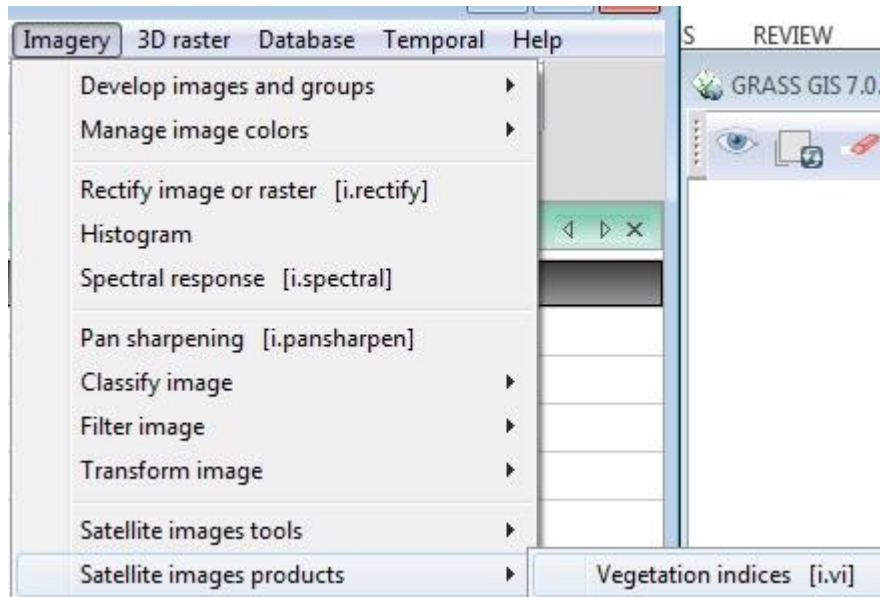 Imagery 3D raster Database Temporal Help
S REVIEW
GRASS GIS 7.0.
Develop images and groups
Manage image colors
Rectify image or raster [i.rectify]
Histogram
Spectral response [i.spectral]
Pan sharpening [i.pansharpen]
Classify image
Filter image
Transform image
Satellite images tools
Satellite images products
Vegetation indices [i.vi]